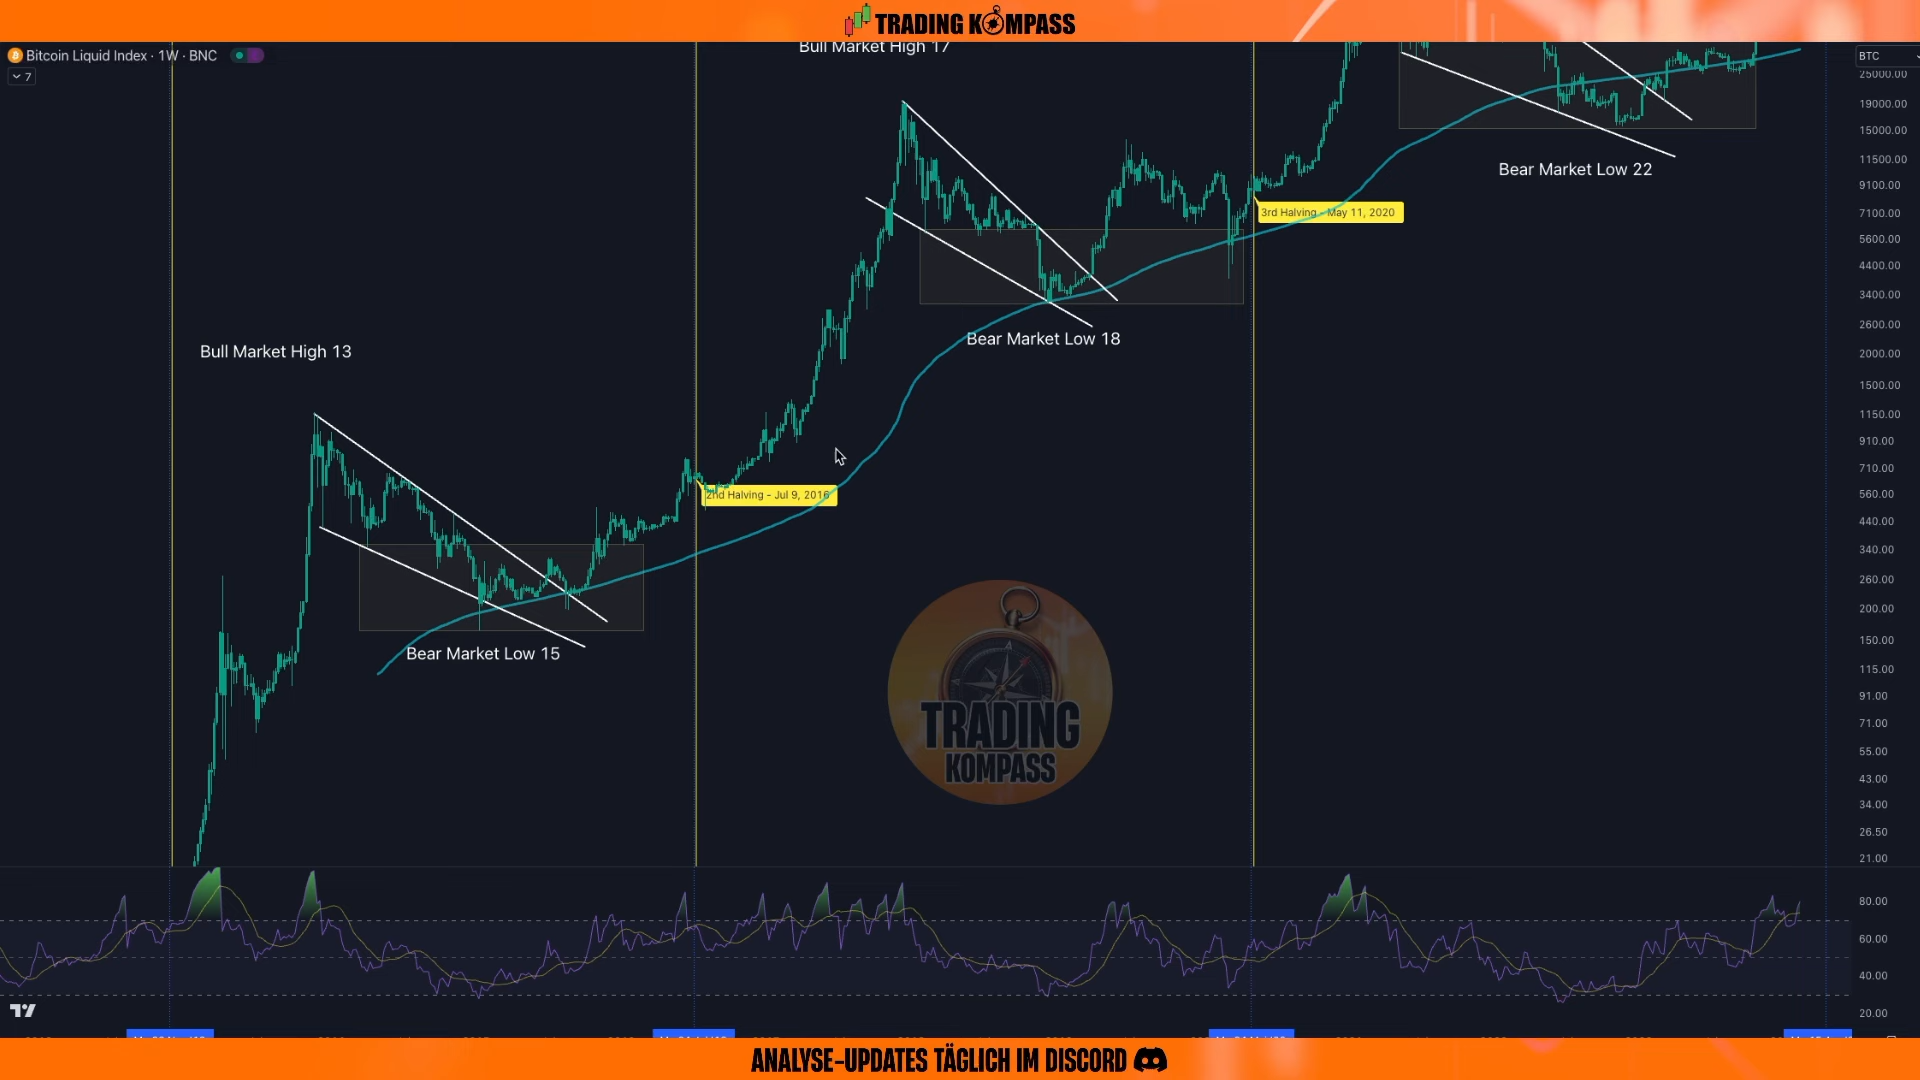 TRADING KOMPASS
Bitcoin Liquid Index · 1W · BNC
7
Bull Market High 17
BTC
25000.00
19000.00
15000.00
11500.00
9100.00
7100.00
5600.00
4400.00
3400.00
2600.00
2000.00
1500.00
1150.00
910.00
710.00
560.00
440.00
340.00
260.00
200.00
150.00
115.00
91.00
71.00
55.00
43.00
34.00
26.50
21.00
Bear Market Low 22
3rd Halving - May 11, 2020
Bear Market Low 18
Bull Market High 13
2nd Halving - Jul 9, 2016
Bear Market Low 15
TRADING
KOMPASS
80.00
60.00
40.00
20.00
ANALYSE-UPDATES TÄGLICH IM DISCORD